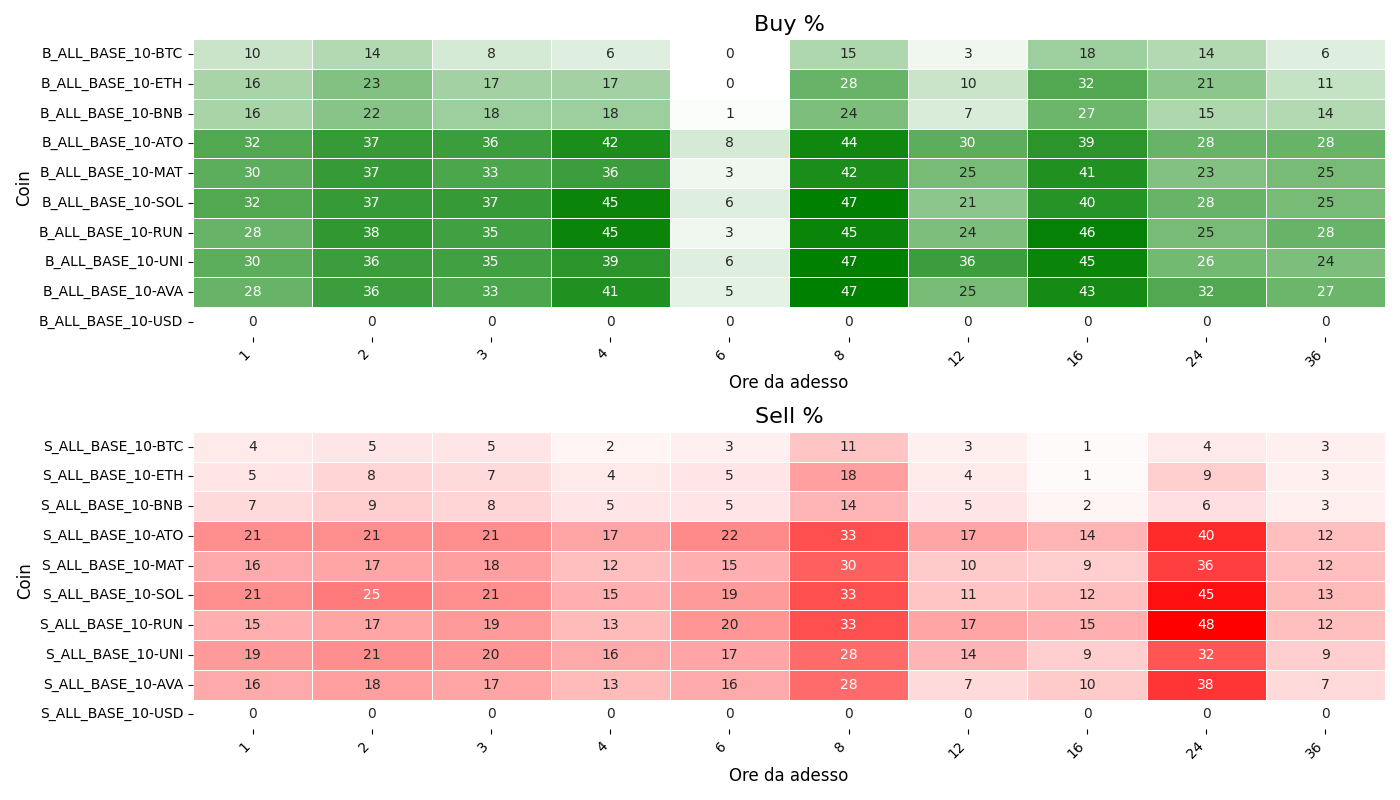 Buy %
Coin
B_ALL_BASE_10-BTC 10 14 8 6 0 15 3 18 14 6
B_ALL_BASE_10-ETH 16 23 17 17 0 28 10 32 21 11
B_ALL_BASE_10-BNB 16 22 18 18 1 24 7 27 15 14
B_ALL_BASE_10-ATO 32 37 36 42 8 44 30 39 28 28
B_ALL_BASE_10-MAT 30 37 33 36 3 42 25 41 23 25
B_ALL_BASE_10-SOL 32 37 37 45 6 47 21 40 28 25
B_ALL_BASE_10-RUN 28 38 35 45 3 45 24 46 25 28
B_ALL_BASE_10-UNI 30 36 35 39 6 47 36 45 26 24
B_ALL_BASE_10-AVA 28 36 33 41 5 47 25 43 32 27
B_ALL_BASE_10-USD 0 0 0 0 0 0 0 0 0 0
1 2 3 4 6 8 12 16 24 36
Ore da adesso
Sell %
Coin
S_ALL_BASE_10-BTC 4 5 5 2 3 11 3 1 4 3
S_ALL_BASE_10-ETH 5 8 7 4 5 18 4 1 9 3
S_ALL_BASE_10-BNB 7 9 8 5 5 14 5 2 6 3
S_ALL_BASE_10-ATO 21 21 21 17 22 33 17 14 40 12
S_ALL_BASE_10-MAT 16 17 18 12 15 30 10 9 36 12
S_ALL_BASE_10-SOL 21 25 21 15 19 33 11 12 45 13
S_ALL_BASE_10-RUN 15 17 19 13 20 33 17 15 48 12
S_ALL_BASE_10-UNI 19 21 20 16 17 28 14 9 32 9
S_ALL_BASE_10-AVA 16 18 17 13 16 28 7 10 38 7
S_ALL_BASE_10-USD 0 0 0 0 0 0 0 0 0 0
1 2 3 4 6 8 12 16 24 36
Ore da adesso